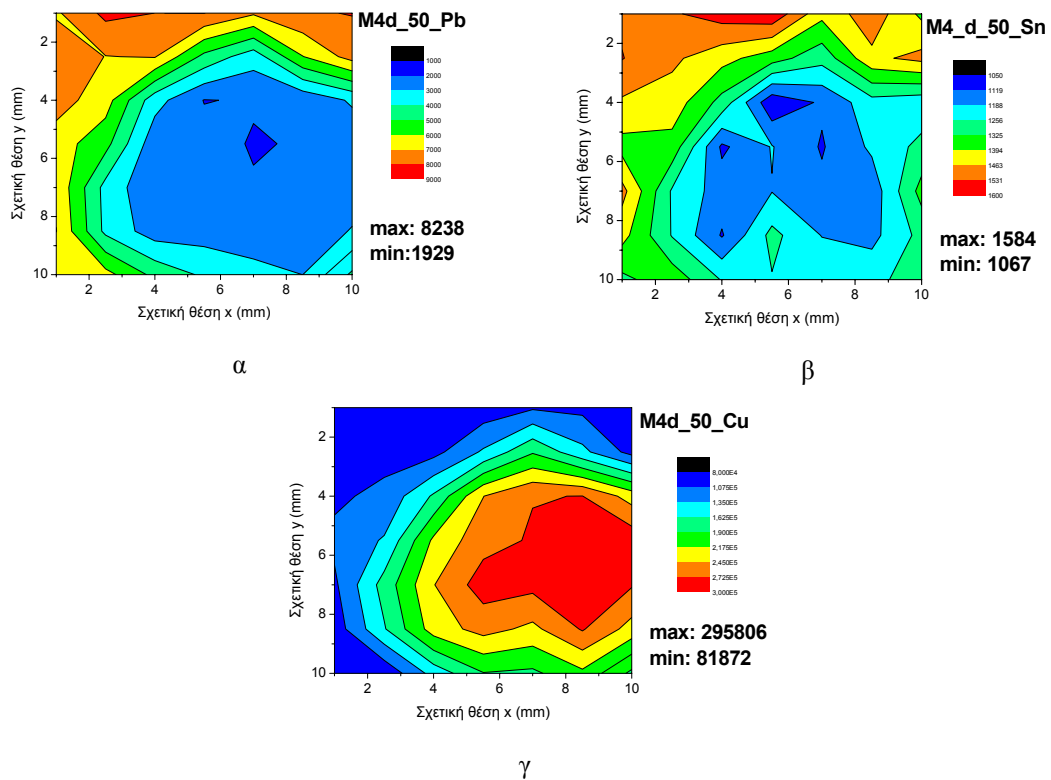 M4d_50_Pb
2
4
6
8
10
2
4
6
8
10
Σχετική θέση y (mm)
Σχετική θέση x (mm)
1000
2000
3000
4000
5000
6000
7000
8000
9000
max: 8238
min:1929
α
M4_d_50_Sn
2
4
6
8
10
2
4
6
8
10
Σχετική θέση y (mm)
Σχετική θέση x (mm)
1050
1119
1188
1256
1325
1394
1463
1531
1600
max: 1584
min: 1067
β
M4d_50_Cu
2
4
6
8
10
2
4
6
8
10
Σχετική θέση y (mm)
Σχετική θέση x (mm)
8,000E4
1,075E5
1,350E5
1,625E5
1,900E5
2,175E5
2,450E5
2,725E5
3,000E5
max: 295806
min: 81872
γ